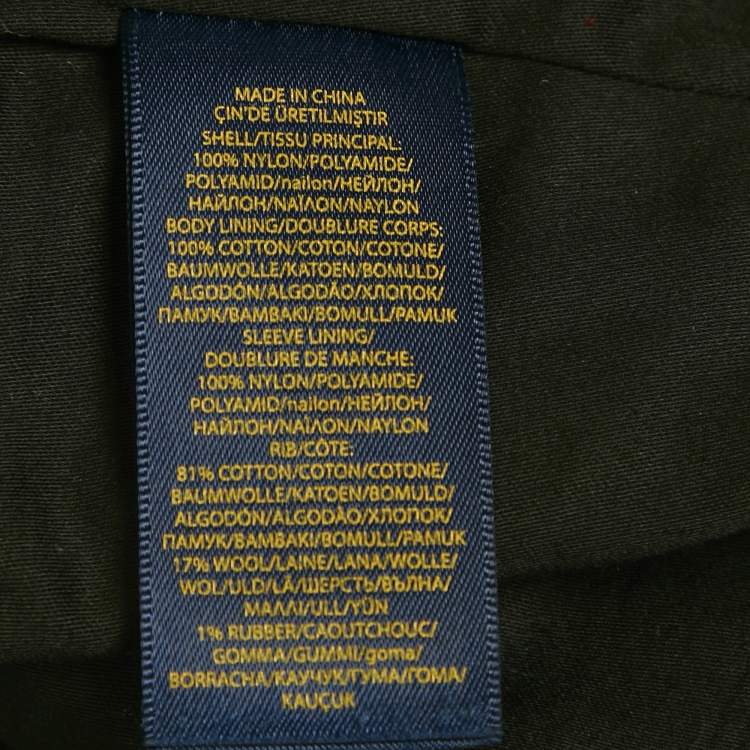 MADE IN CHINA
ÇİN'DE ÜRETILMIŞTIR
SHELL/TISSU PRINCIPAL:
100% NYLON/POLYAMIDE/
POLYAMID/nailon/НЕЙЛОН/
НАЙЛОН/ΝΑΪΛΟΝ/NAYLON
BODY LINING/DOUBLURE CORPS:
100% COTTON/COTON/COTONE/
BAUMWOLLE/KATOEN/BOMULD/
ALGODÓN/ALGODÃO/ХЛОПОК/
ПАМУК/ΒΑΜΒΑΚΙ/BOMULL/PAMUK
SLEEVE LINING/
DOUBLURE DE MANCHE:
100% NYLON/POLYAMIDE/
POLYAMID/nailon/НЕЙЛОН/
НАЙЛОН/ΝΑΪΛΟΝ/NAYLON
RIB/CÔTE:
81% COTTON/COTON/COTONE/
BAUMWOLLE/KATOEN/BOMULD/
ALGODÓN/ALGODÃO/ХЛОПОК/
ПАМУК/ΒΑΜΒΑΚΙ/BOMULL/PAMUK
17% WOOL/LAINE/LANA/WOLLE/
WOL/ULD/LÃ/ШЕРСТЬ/ВЪЛНА/
ΜΑΛΛΙ/ULL/YÜN
1% RUBBER/CAOUTCHOUC/
GOMMA/GUMMI/goma/
BORRACHA/КАУЧУК/ГУМА/ΓΟΜΑ/
KAUÇUK